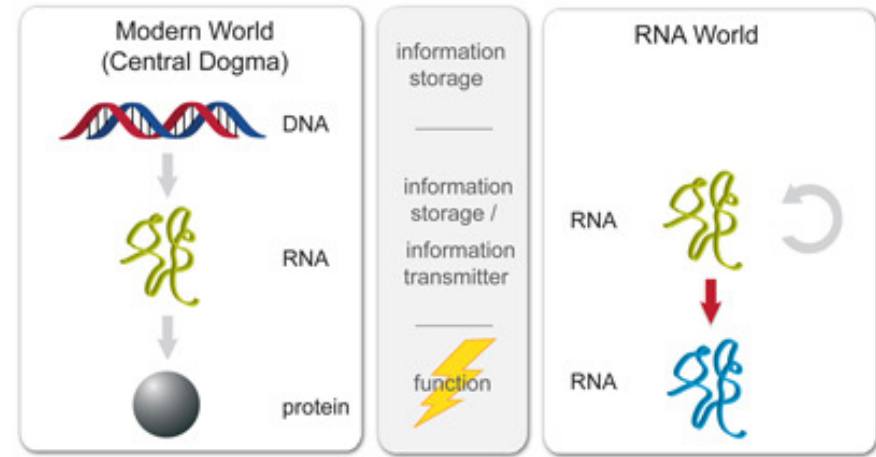 Modern World
(Central Dogma)
DNA
RNA
protein
information
storage
information
storage /
information
transmitter
function
RNA World
RNA
RNA